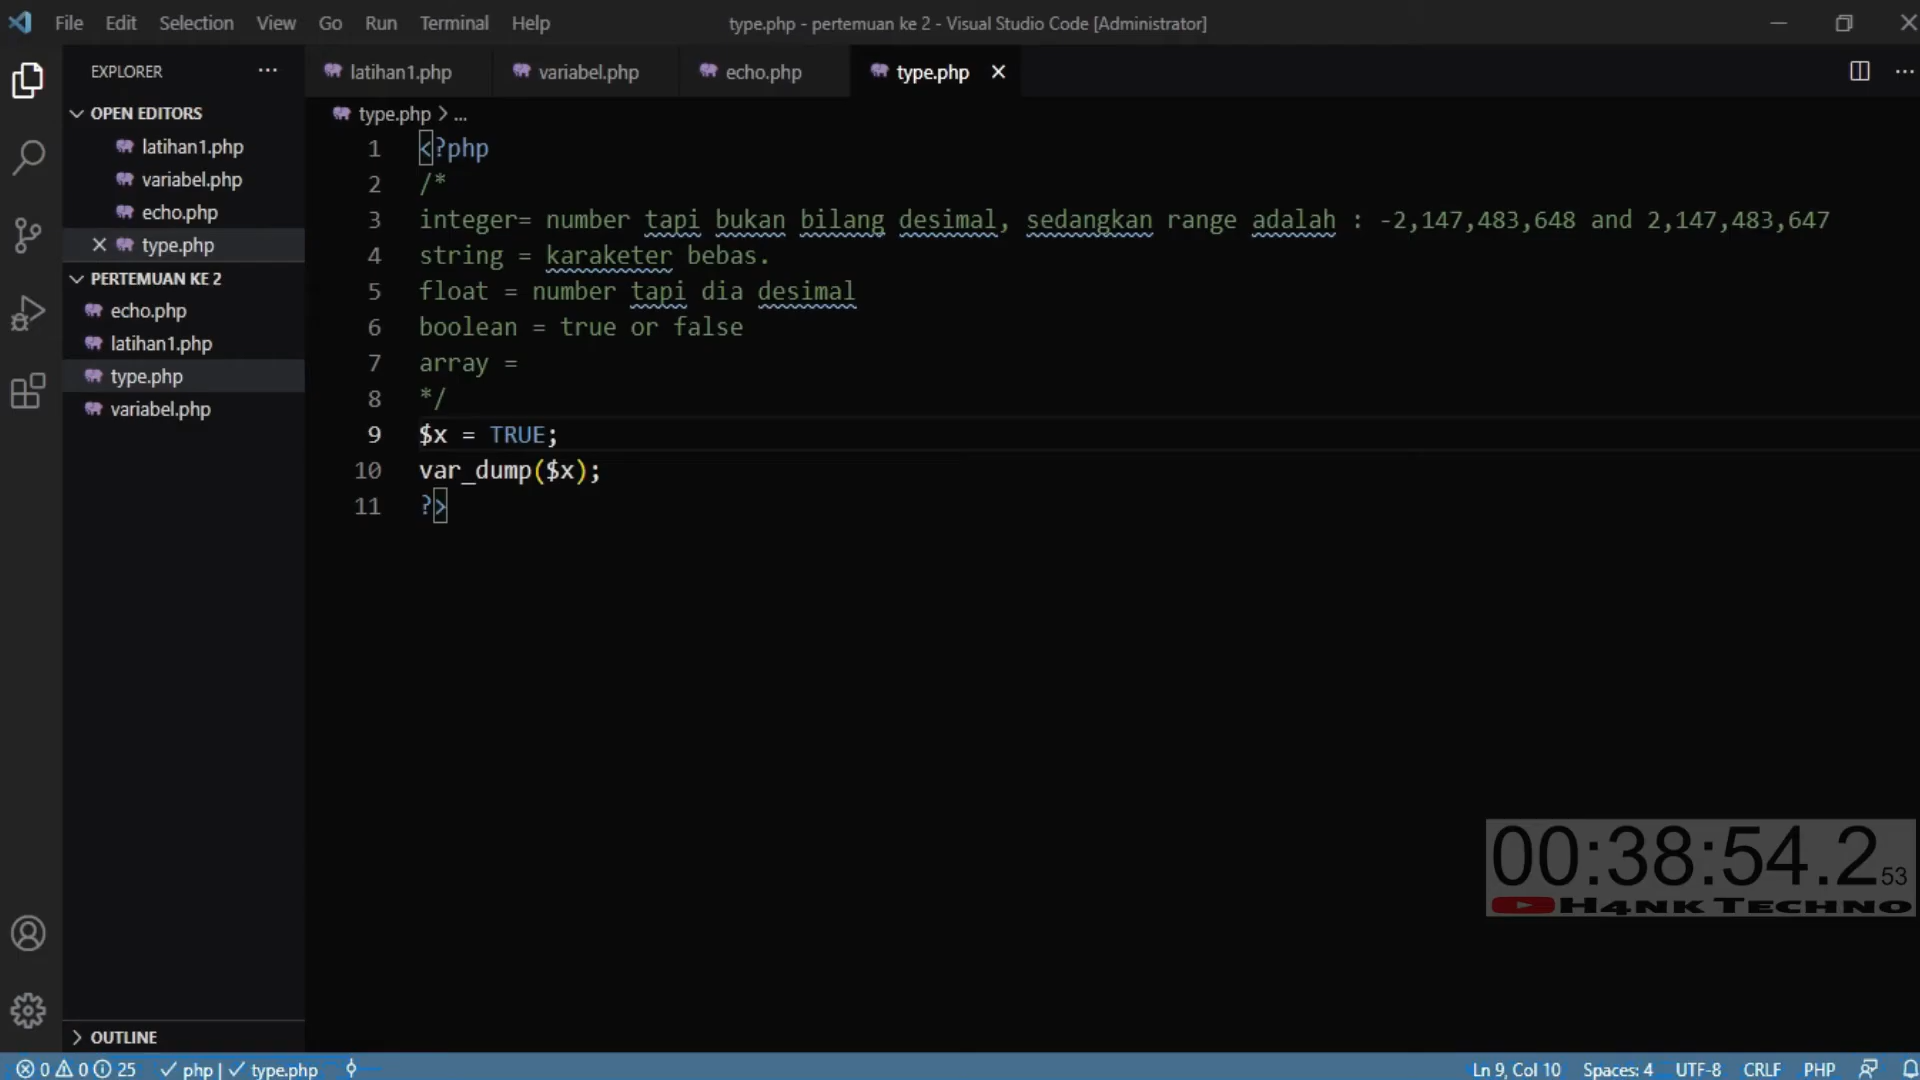 File Edit Selection View Go Run Terminal Help
type.php - pertemuan ke 2 - Visual Studio Code [Administrator]
EXPLORER
OPEN EDITORS
latihan1.php
variabel.php
echo.php
type.php
PERTEMUAN KE 2
echo.php
latihan1.php
type.php
variabel.php
OUTLINE
latihan1.php variabel.php echo.php type.php
type.php > ...
1 <?php
2 /*
3 integer= number tapi bukan bilang desimal, sedangkan range adalah : -2,147,483,648 and 2,147,483,647
4 string = karaketer bebas.
5 float = number tapi dia desimal
6 boolean = true or false
7 array =
8 */
9 $x = TRUE;
10 var_dump($x);
11 ?>
00:38:54.253
H4NK TECHNO
0 0 25 php | type.php
Ln 9, Col 10 Spaces: 4 UTF-8 CRLF PHP